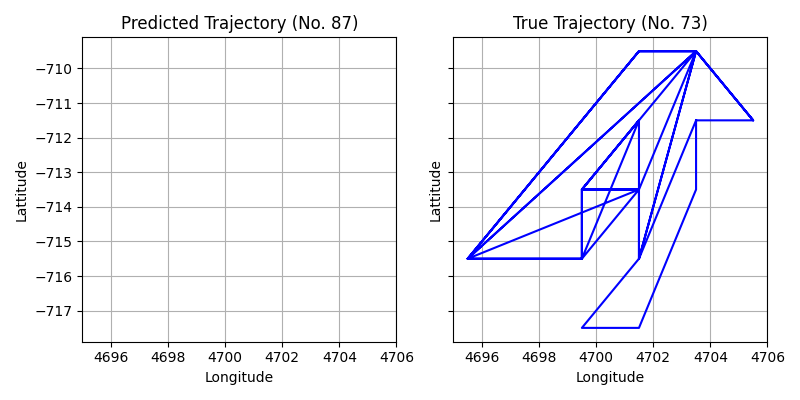 Predicted Trajectory (No. 87)
True Trajectory (No. 73)
−710
−711
−712
−713
−714
−715
−716
−717
Lattitude
Lattitude
4696 4698 4700 4702 4704 4706
4696 4698 4700 4702 4704 4706
Longitude
Longitude